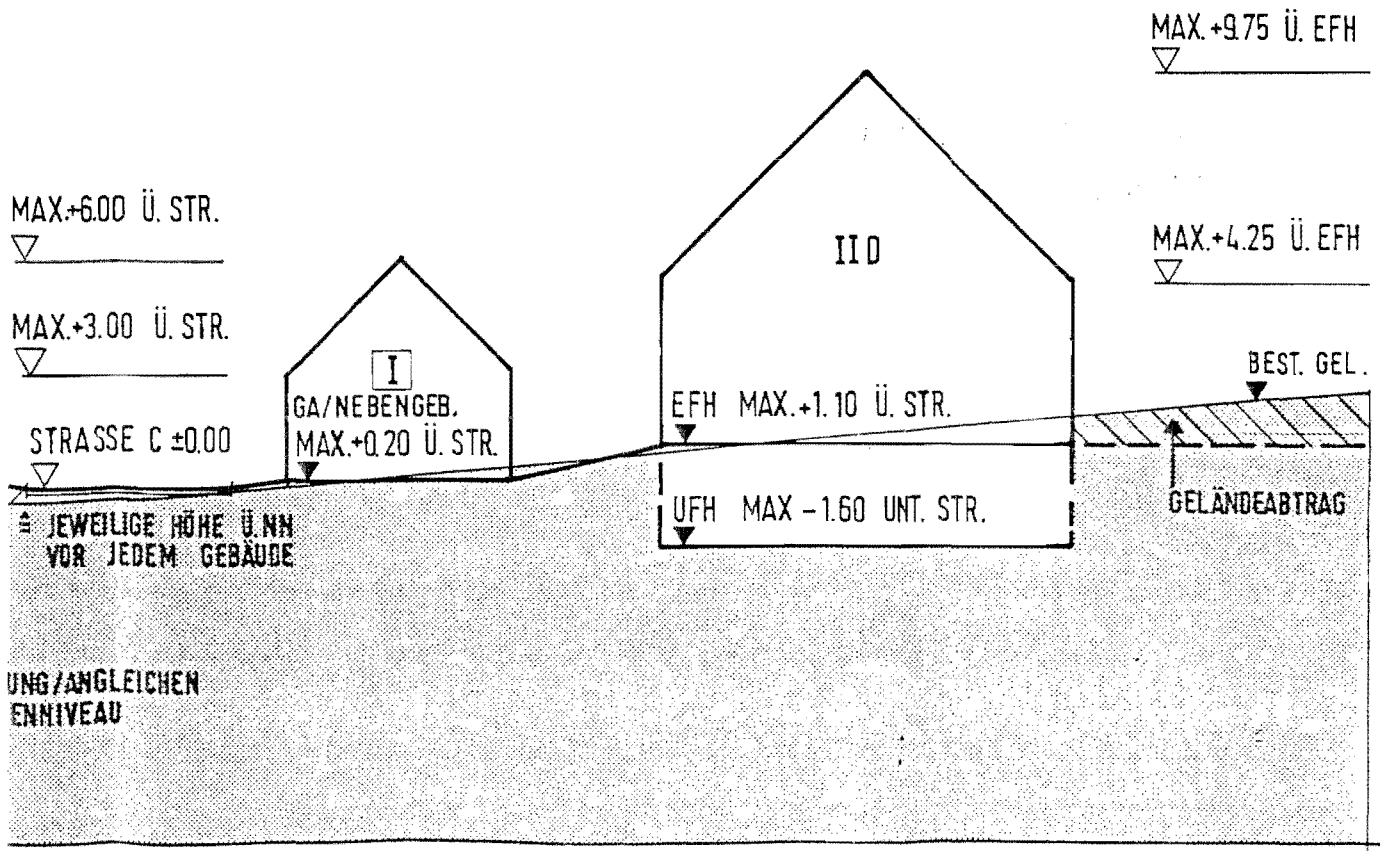 MAX.+9.75 Ü. EFH
MAX.+6.00 Ü. STR.
MAX.+4.25 Ü. EFH
II D
MAX.+3.00 Ü. STR.
I
BEST. GEL.
GA/NEBENGEB.
MAX.+0.20 Ü. STR.
EFH MAX.+1.10 Ü. STR.
STRASSE C ±0.00
UFH MAX -1.60 UNT. STR.
GELÄNDEABTRAG
≙ JEWEILIGE HÖHE Ü.NN
VOR JEDEM GEBÄUDE
UNG/ANGLEICHEN
ENNIVEAU